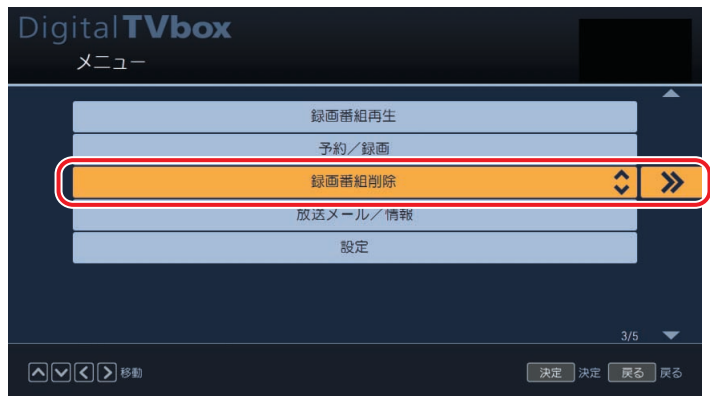 Digital TVbox
メニュー
録画番組再生
予約／録画
録画番組削除
放送メール／情報
設定
3/5
移動 決定 決定 戻る 戻る